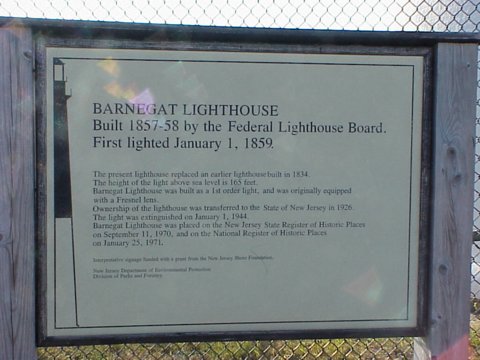 BARNEGAT LIGHTHOUSE
Built 1857-58 by the Federal Lighthouse Board.
First lighted January 1, 1859.
The present lighthouse replaced an earlier lighthouse built in 1834.
The height of the light above sea level is 165 feet.
Barnegat Lighthouse was built as a 1st order light, and was originally equipped
with a Fresnel lens.
Ownership of the lighthouse was transferred to the State of New Jersey in 1926.
The light was extinguished on January 1, 1944.
Barnegat Lighthouse was placed on the New Jersey State Register of Historic Places
on September 11, 1970, and on the National Register of Historic Places
on January 25, 1971.
Interpretative signage funded with a grant from the New Jersey Shore Foundation.
New Jersey Department of Environmental Protection
Division of Parks and Forestry